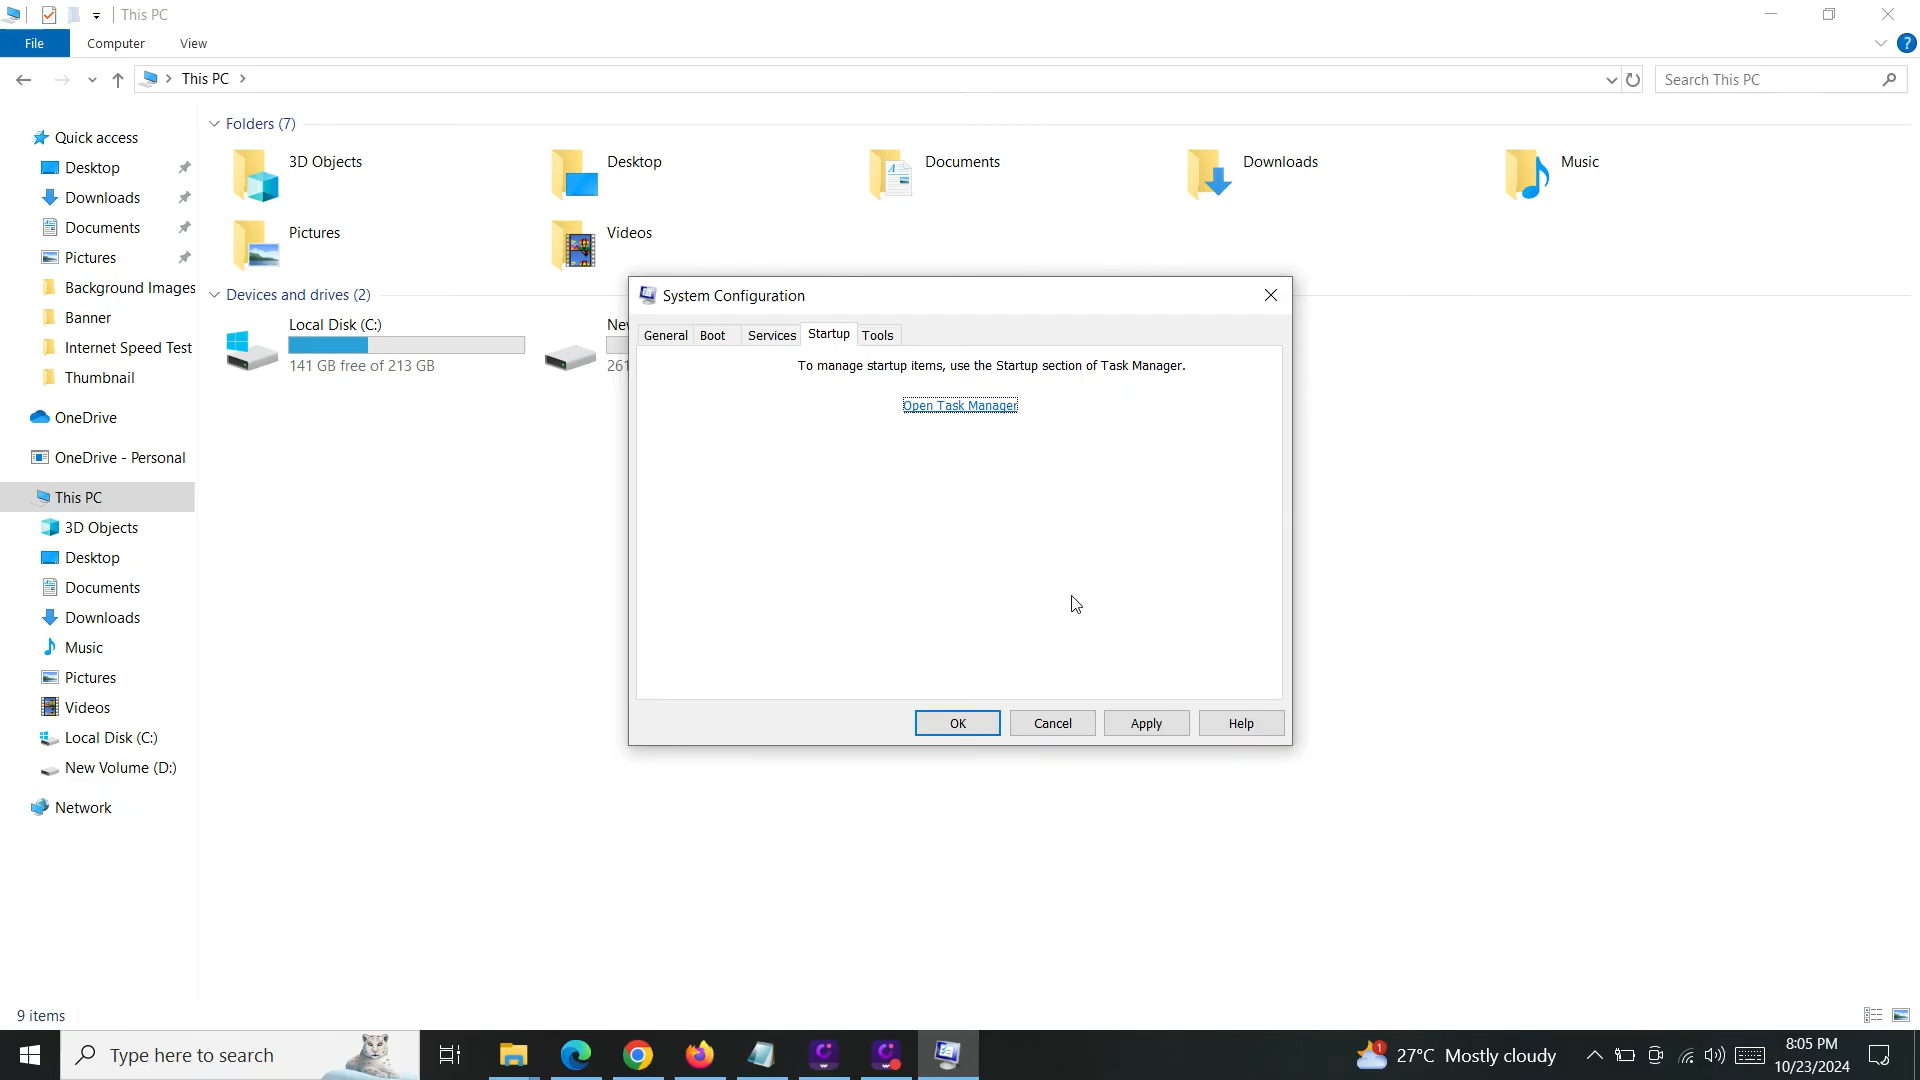 This PC
File
Computer
View
This PC
Search This PC
Quick access
Desktop
Downloads
Documents
Pictures
Background Images
Banner
Internet Speed Test
Thumbnail
OneDrive
OneDrive - Personal
This PC
3D Objects
Desktop
Documents
Downloads
Music
Pictures
Videos
Local Disk (C:)
New Volume (D:)
Network
Folders (7)
3D Objects
Desktop
Documents
Downloads
Music
Pictures
Videos
Devices and drives (2)
Local Disk (C:)
141 GB free of 213 GB
261
System Configuration
General
Boot
Services
Startup
Tools
To manage startup items, use the Startup section of Task Manager.
Open Task Manager
OK
Cancel
Apply
Help
9 items
Type here to search
1
27°C Mostly cloudy
8:05 PM
10/23/2024